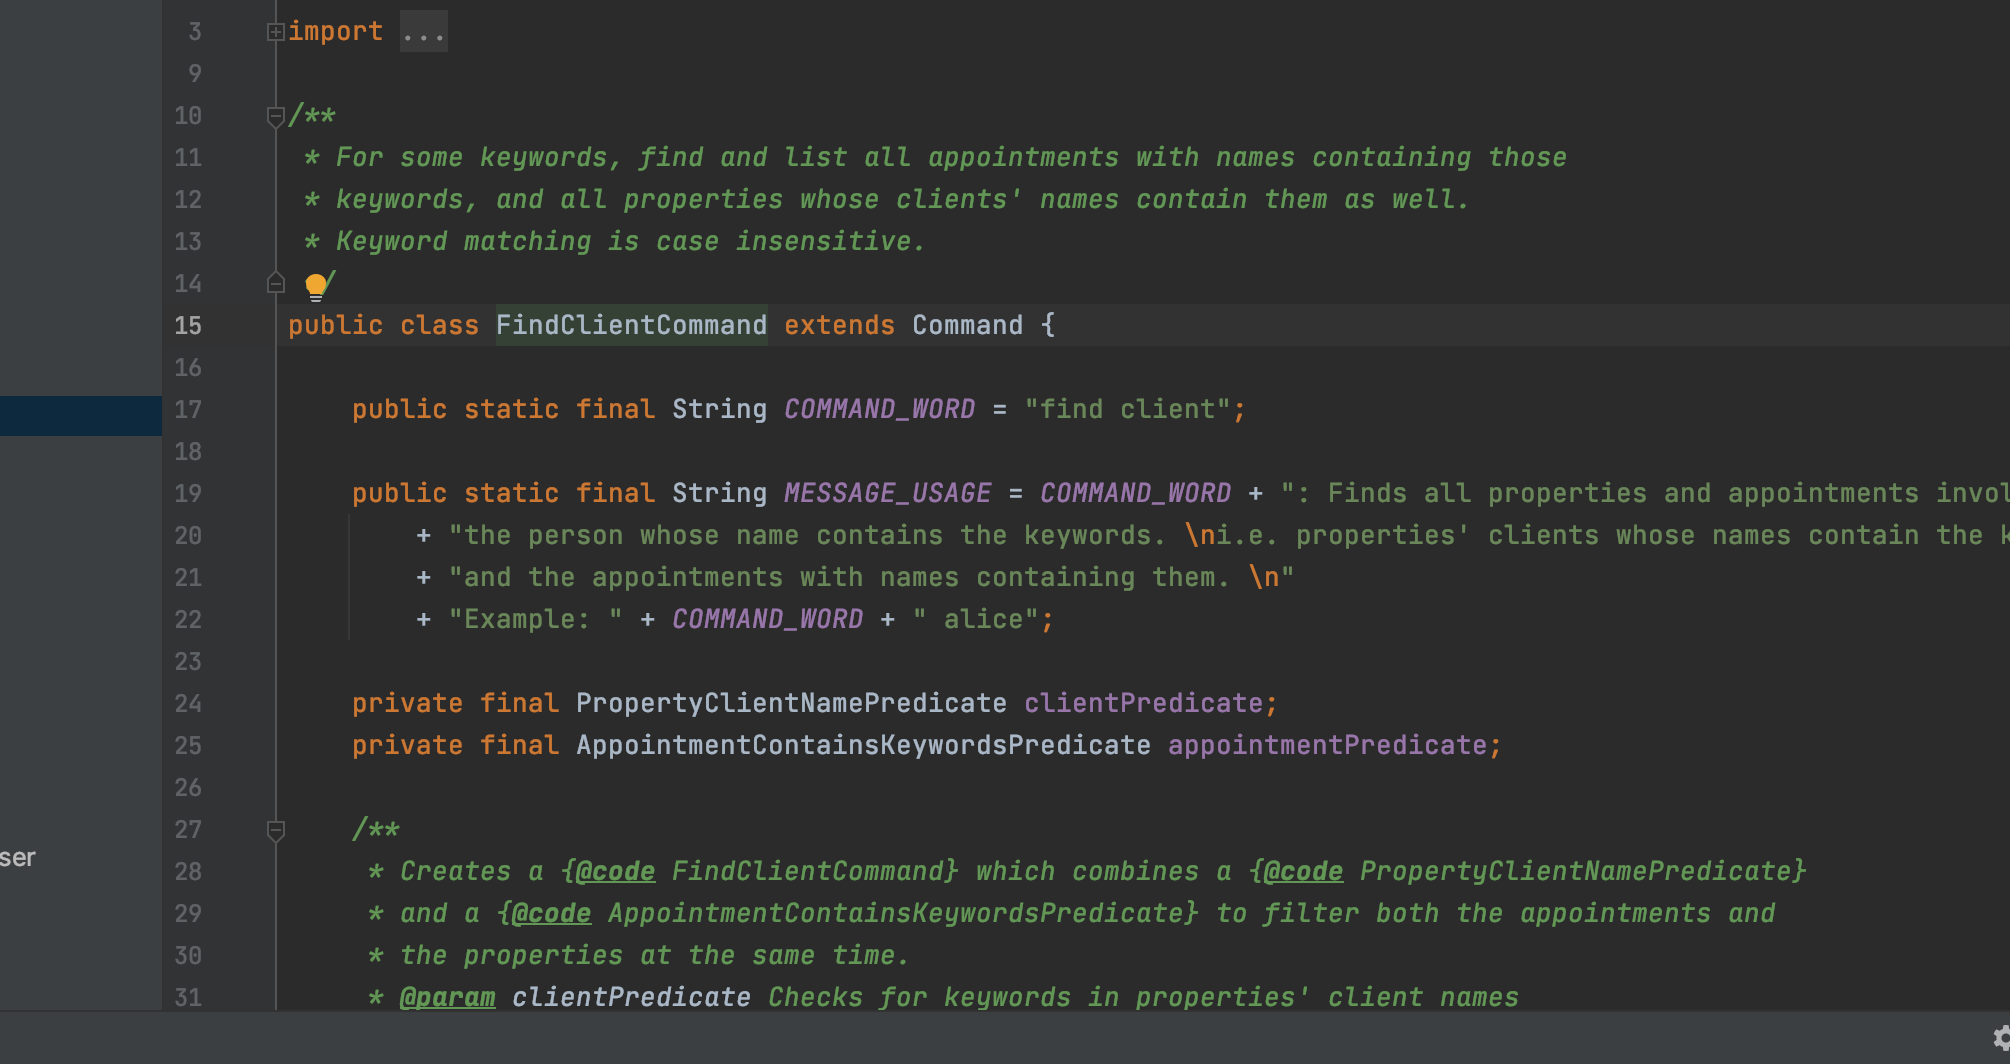 3 import ...
9
10 /**
11 * For some keywords, find and list all appointments with names containing those
12 * keywords, and all properties whose clients' names contain them as well.
13 * Keyword matching is case insensitive.
14 /
15 public class FindClientCommand extends Command {
16
17 public static final String COMMAND_WORD = "find client";
18
19 public static final String MESSAGE_USAGE = COMMAND_WORD + ": Finds all properties and appointments
20 + "the person whose name contains the keywords. \ni.e. properties' clients whose names contain the
21 + "and the appointments with names containing them. \n"
22 + "Example: " + COMMAND_WORD + " alice";
23
24 private final PropertyClientNamePredicate clientPredicate;
25 private final AppointmentContainsKeywordsPredicate appointmentPredicate;
26
27 /**
ser
28 * Creates a {@code FindClientCommand} which combines a {@code PropertyClientNamePredicate}
29 * and a {@code AppointmentContainsKeywordsPredicate} to filter both the appointments and
30 * the properties at the same time.
31 * @param clientPredicate Checks for keywords in properties' client names